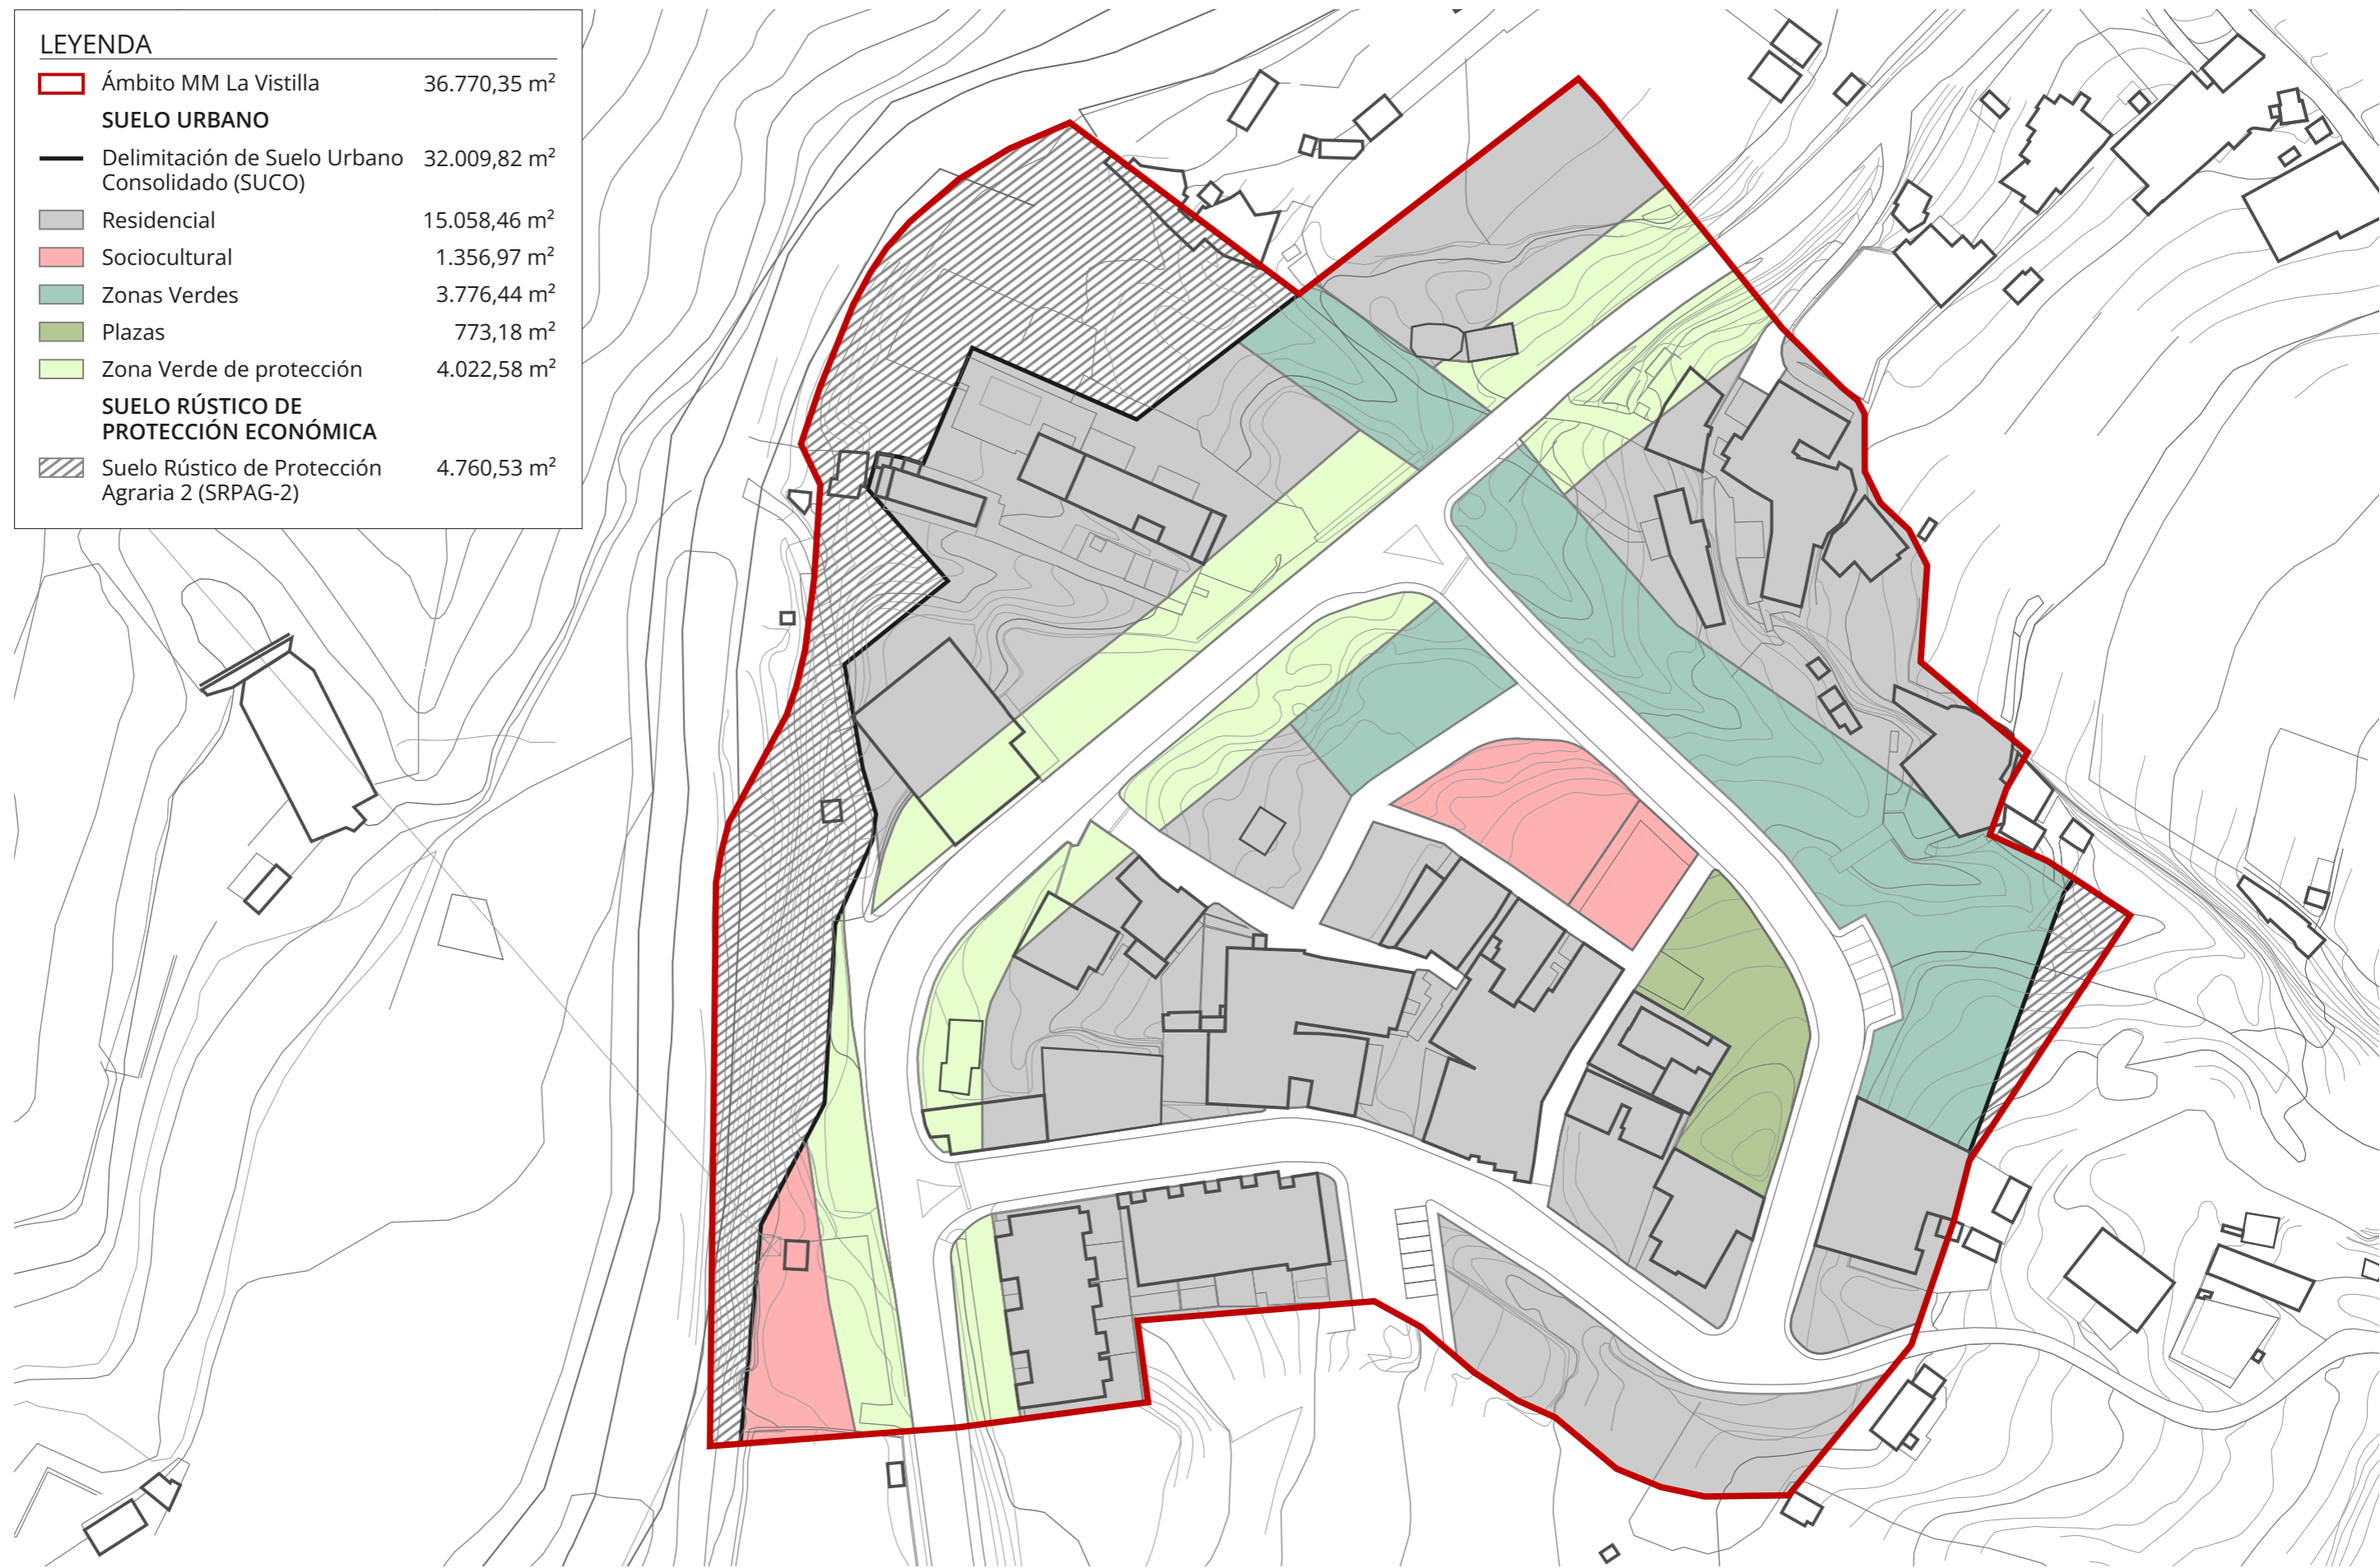 LEYENDA
Ámbito MM La Vistilla 36.770,35 m²
SUELO URBANO
Delimitación de Suelo Urbano 32.009,82 m²
Consolidado (SUCO)
Residencial 15.058,46 m²
Sociocultural 1.356,97 m²
Zonas Verdes 3.776,44 m²
Plazas 773,18 m²
Zona Verde de protección 4.022,58 m²
SUELO RÚSTICO DE
PROTECCIÓN ECONÓMICA
Suelo Rústico de Protección 4.760,53 m²
Agraria 2 (SRPAG-2)